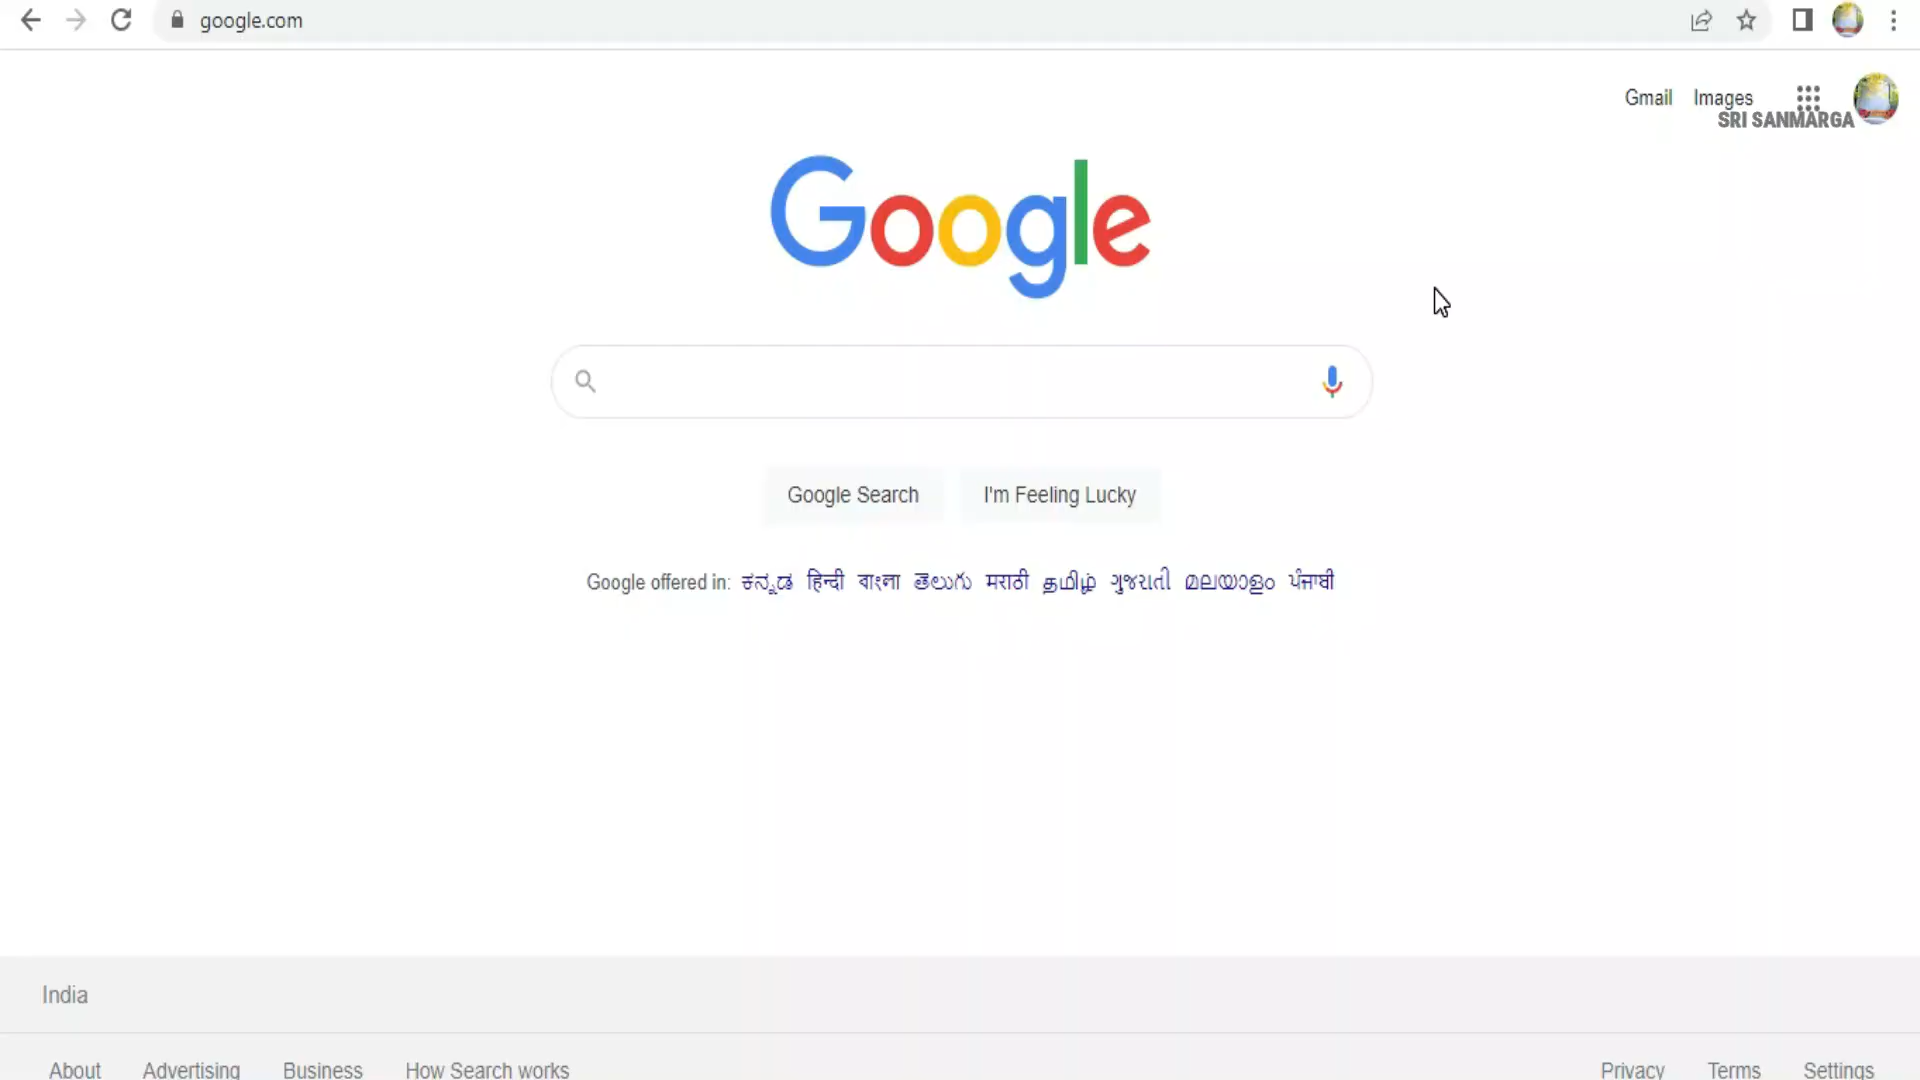 google.com
Gmail Images
SRI SANMARGA
Google
Google Search I'm Feeling Lucky
Google offered in: ಕನ್ನಡ हिन्दी বাংলা తెలుగు मराठी தமிழ் ગુજરાતી മലയാളം ਪੰਜਾਬੀ
India
About Advertising Business How Search works Privacy Terms Settings